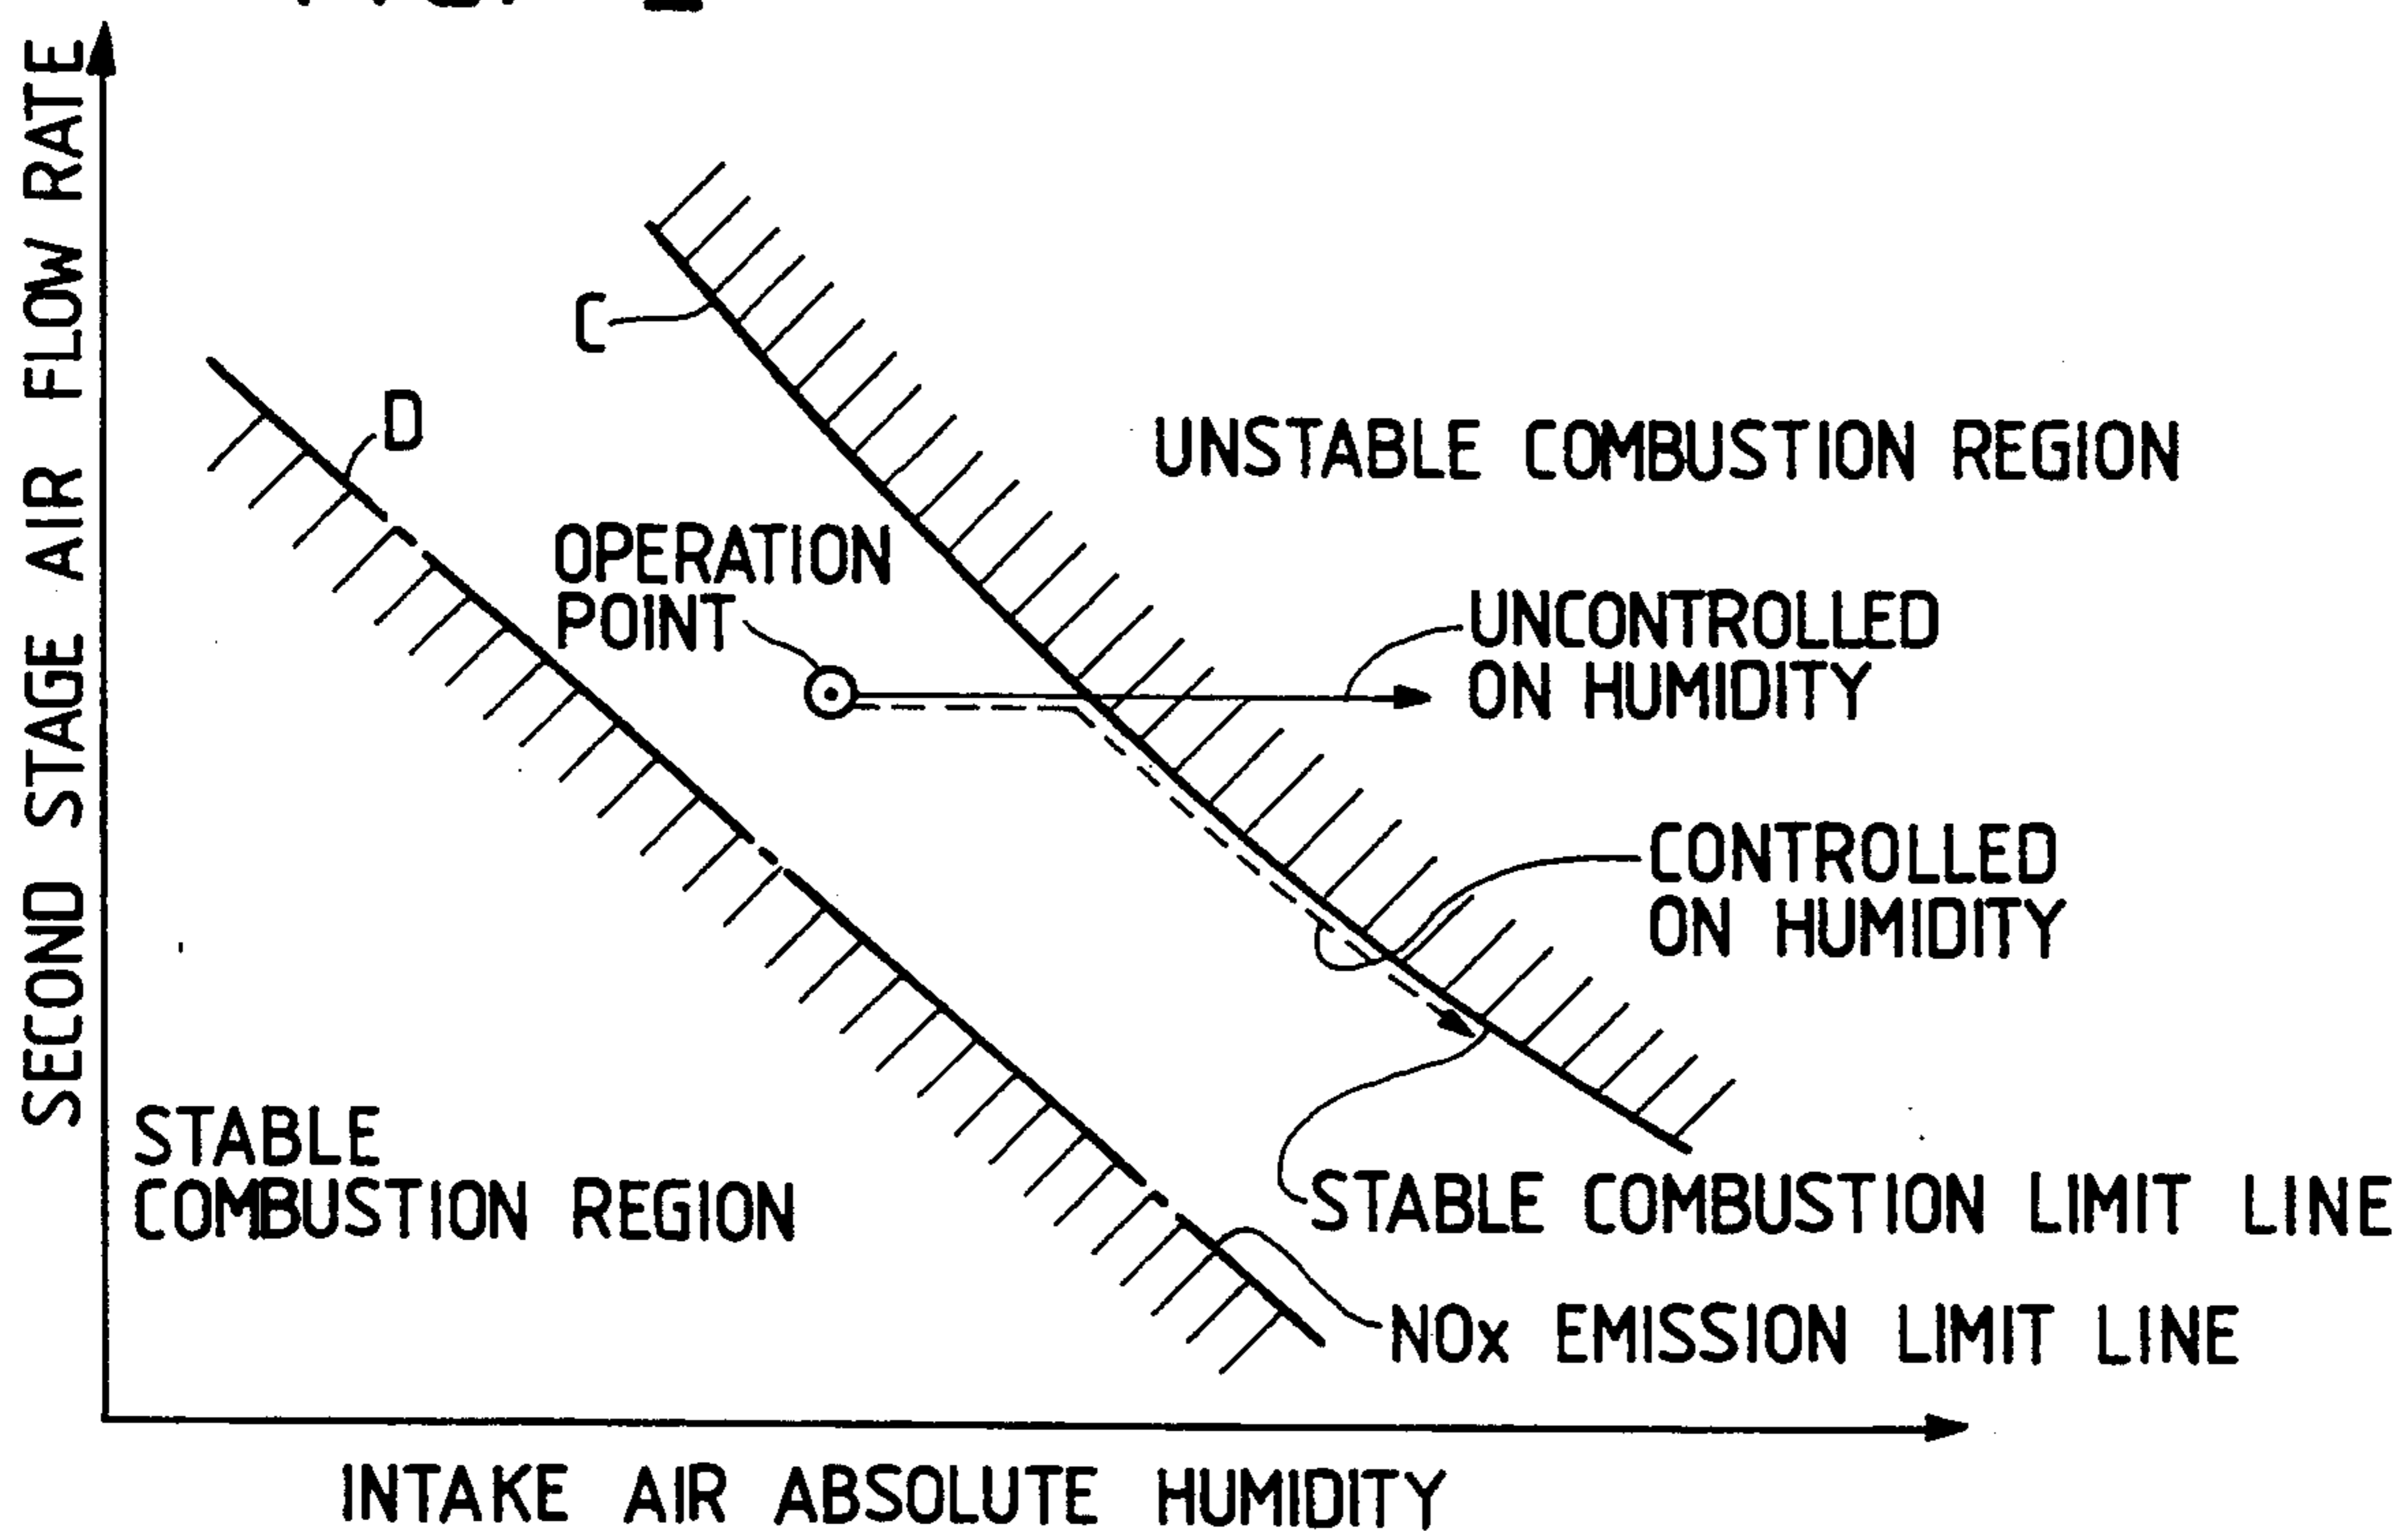 SECOND STAGE AIR FLOW RATE
C
D
UNSTABLE COMBUSTION REGION
OPERATION
POINT
UNCONTROLLED
ON HUMIDITY
CONTROLLED
ON HUMIDITY
STABLE
COMBUSTION REGION
STABLE COMBUSTION LIMIT LINE
NOx EMISSION LIMIT LINE
INTAKE AIR ABSOLUTE HUMIDITY